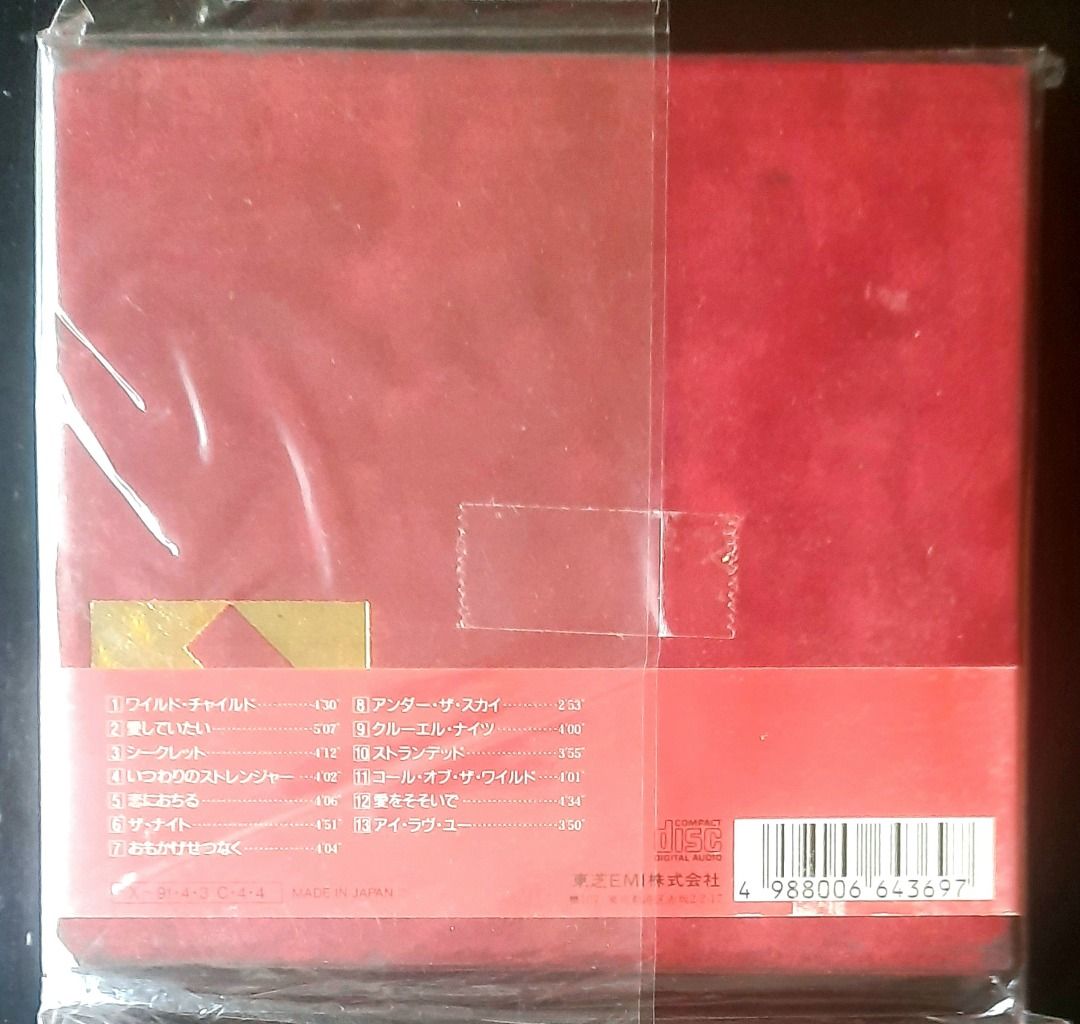 1 ワイルド・チャイルド············4'30"
2 愛していたい··················5'07"
3 シークレット··················4'12"
4 いつわりのストレンジャー ····4'02"
5 恋におちる····················4'06"
6 ザ・ナイト····················4'51"
7 おもかげせつなく··············4'04"
8 アンダー・ザ・スカイ··········2'53"
9 クルーエル・ナイツ············4'00"
10 ストランデッド················3'55"
11 コール・オブ・ザ・ワイルド····4'01"
12 愛をそそいで··················4'34"
13 アイ・ラヴ・ユー··············3'50"
X-91・4・3 C・4・4 MADE IN JAPAN
COMPACT
disc
DIGITAL AUDIO
東芝EMI株式会社
4 988006 643697